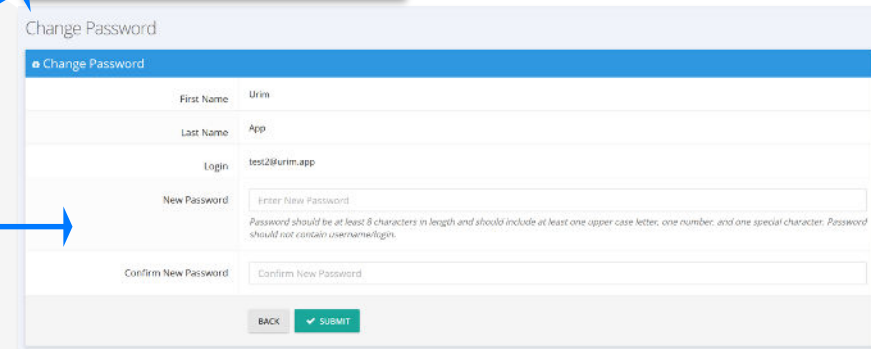 Change Password
Change Password
First Name Urim
Last Name App
Login test2@urim.app
New Password Enter New Password
Password should be at least 8 characters in length and should include at least one upper case letter, one number, and one special character. Password
should not contain username/login.
Confirm New Password Confirm New Password
BACK SUBMIT